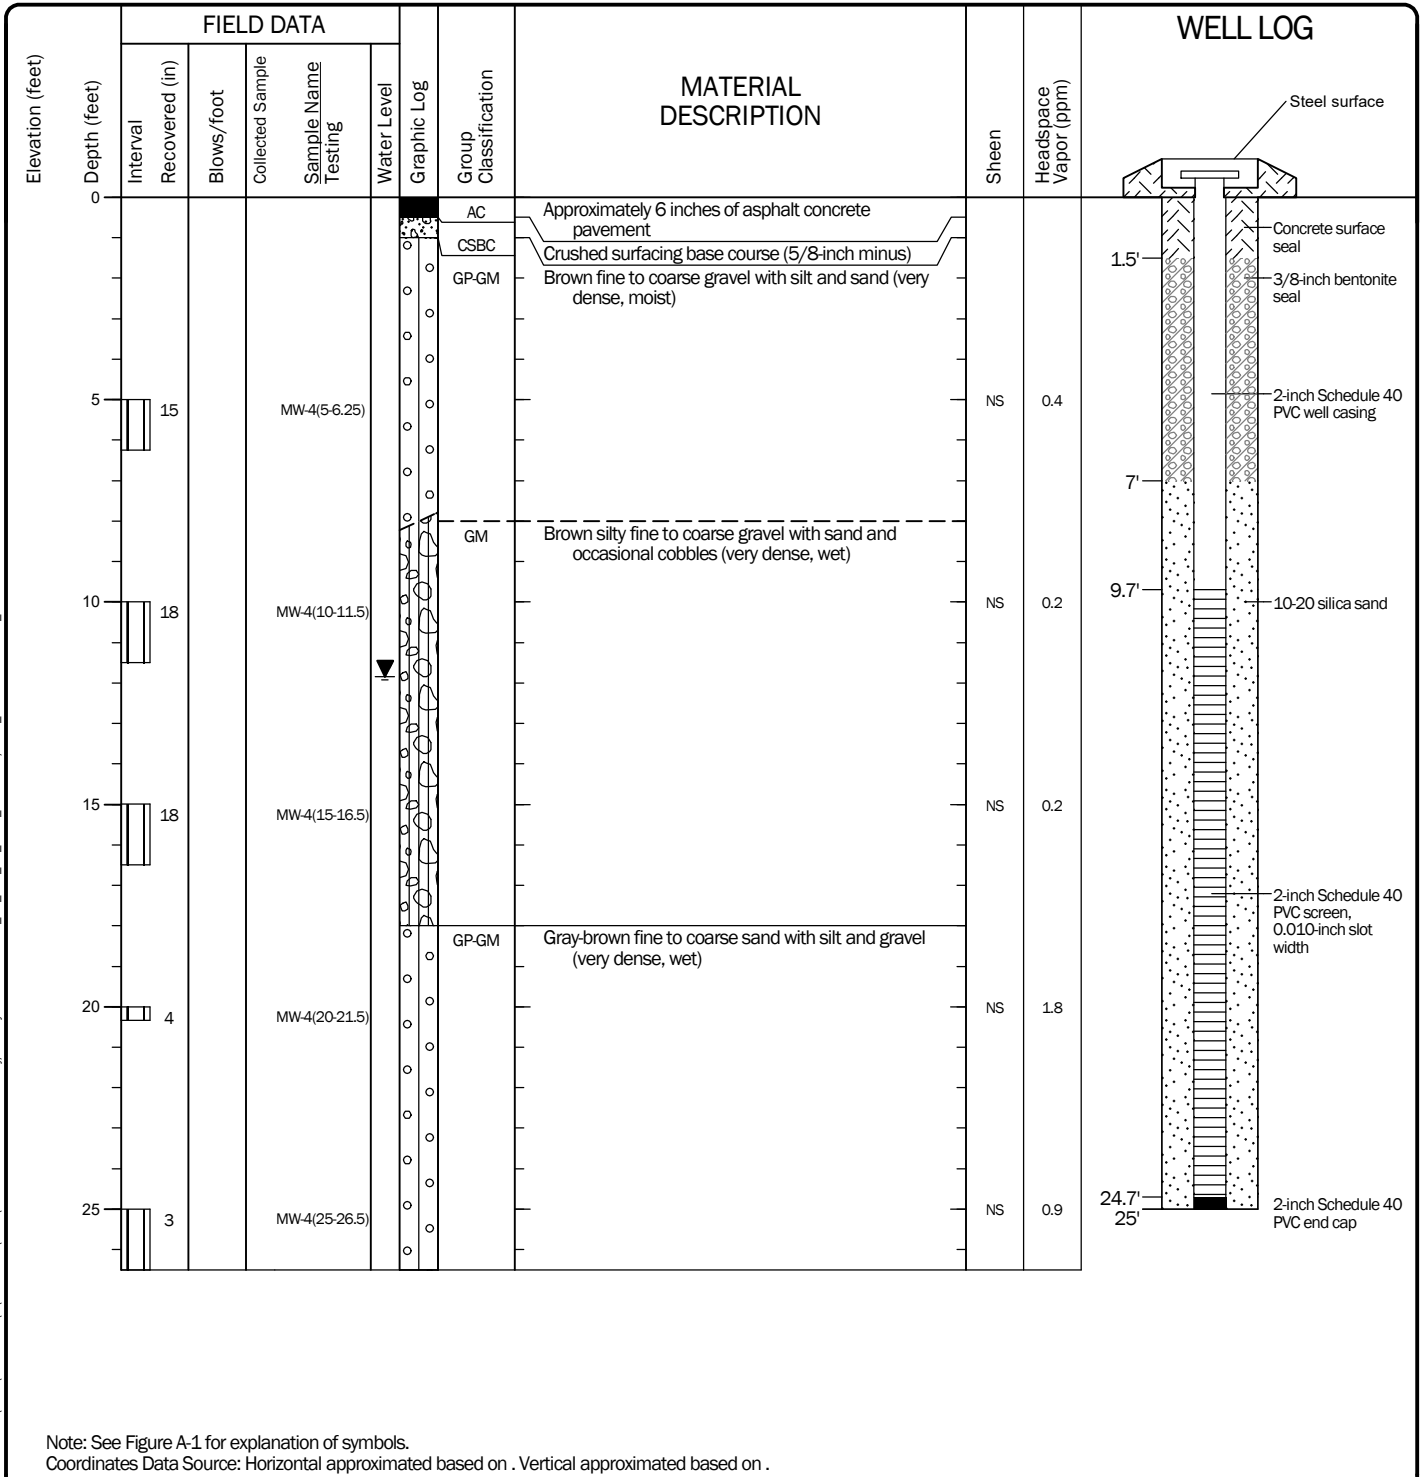 FIELD DATA
WELL LOG
Elevation (feet)
Depth (feet)
Interval
Recovered (in)
Blows/foot
Collected Sample
Sample Name
Testing
Water Level
Graphic Log
Group
Classification
MATERIAL
DESCRIPTION
Sheen
Headspace
Vapor (ppm)
Steel surface
0
AC
Approximately 6 inches of asphalt concrete
pavement
CSBC
Crushed surfacing base course (5/8-inch minus)
GP-GM
Brown fine to coarse gravel with silt and sand (very
dense, moist)
Concrete surface
seal
1.5'
3/8-inch bentonite
seal
5
15
MW-4(5-6.25)
NS
0.4
2-inch Schedule 40
PVC well casing
7'
GM
Brown silty fine to coarse gravel with sand and
occasional cobbles (very dense, wet)
9.7'
10
18
MW-4(10-11.5)
NS
0.2
10-20 silica sand
15
18
MW-4(15-16.5)
NS
0.2
2-inch Schedule 40
PVC screen,
0.010-inch slot
width
GP-GM
Gray-brown fine to coarse sand with silt and gravel
(very dense, wet)
20
4
MW-4(20-21.5)
NS
1.8
24.7'
25'
25
3
MW-4(25-26.5)
NS
0.9
2-inch Schedule 40
PVC end cap
Note: See Figure A-1 for explanation of symbols.
Coordinates Data Source: Horizontal approximated based on . Vertical approximated based on .